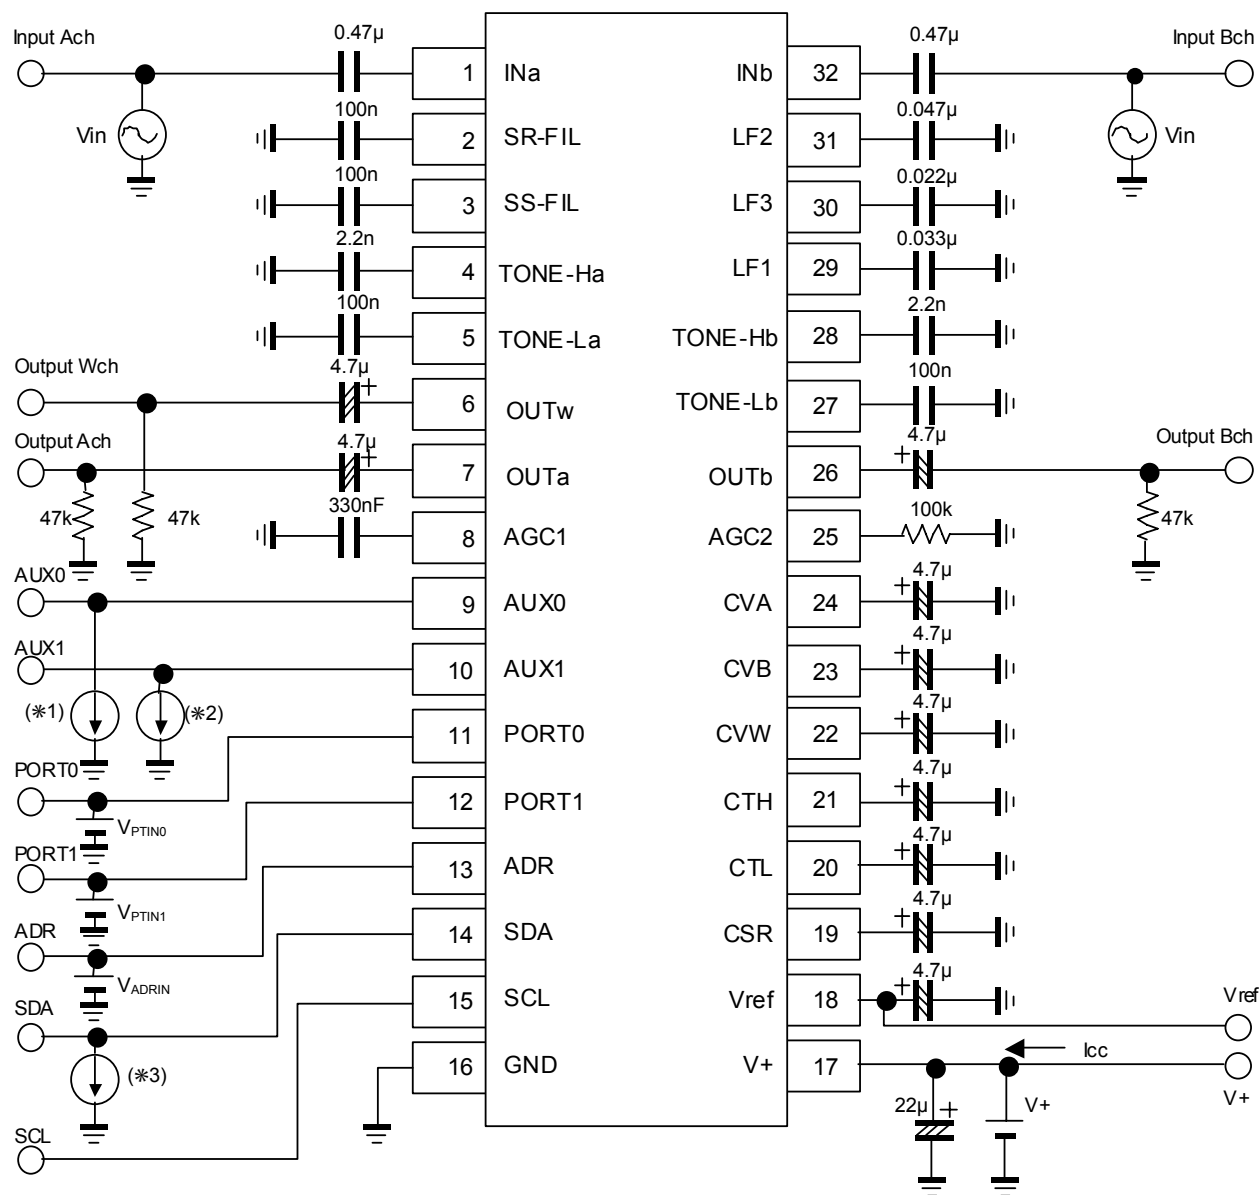 0.47µ 0.47µ
Input Ach Input Bch
1 INa INb 32
100n 0.047µ
Vin 2 SR-FIL LF2 31 Vin
100n 0.022µ
3 SS-FIL LF3 30
2.2n 0.033µ
4 TONE-Ha LF1 29
100n 2.2n
5 TONE-La TONE-Hb 28
Output Wch 4.7µ + 100n
6 OUTw TONE-Lb 27
Output Ach 4.7µ + + 4.7µ Output Bch
7 OUTa OUTb 26
47k 47k 330nF 100k 47k
8 AGC1 AGC2 25
AUX0 + 4.7µ
9 AUX0 CVA 24
AUX1 + 4.7µ
10 AUX1 CVB 23
(※1) (※2) + 4.7µ
11 PORT0 CVW 22
PORT0 + 4.7µ
12 PORT1 CTH 21
VPTIN0
PORT1 + 4.7µ
13 ADR CTL 20
VPTIN1 + 4.7µ
ADR 14 SDA CSR 19
VADRIN + 4.7µ
SDA 15 SCL Vref 18 Vref
Icc
(※3) 16 GND V+ 17 V+
22µ + V+
SCL